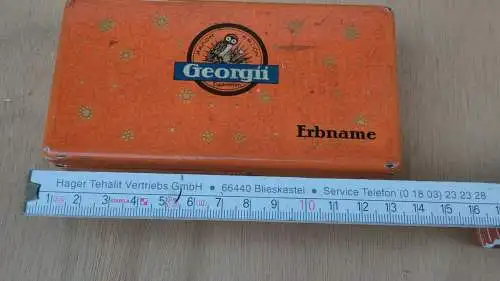 Georgii
Erbname
Hager Tehalit Vertriebs GmbH • 66440 Blieskastel • Service Telefon (0 18 03) 23 23 28
1 2 3 4 5 6 7 8 9 10 11 12 13 14 15 16